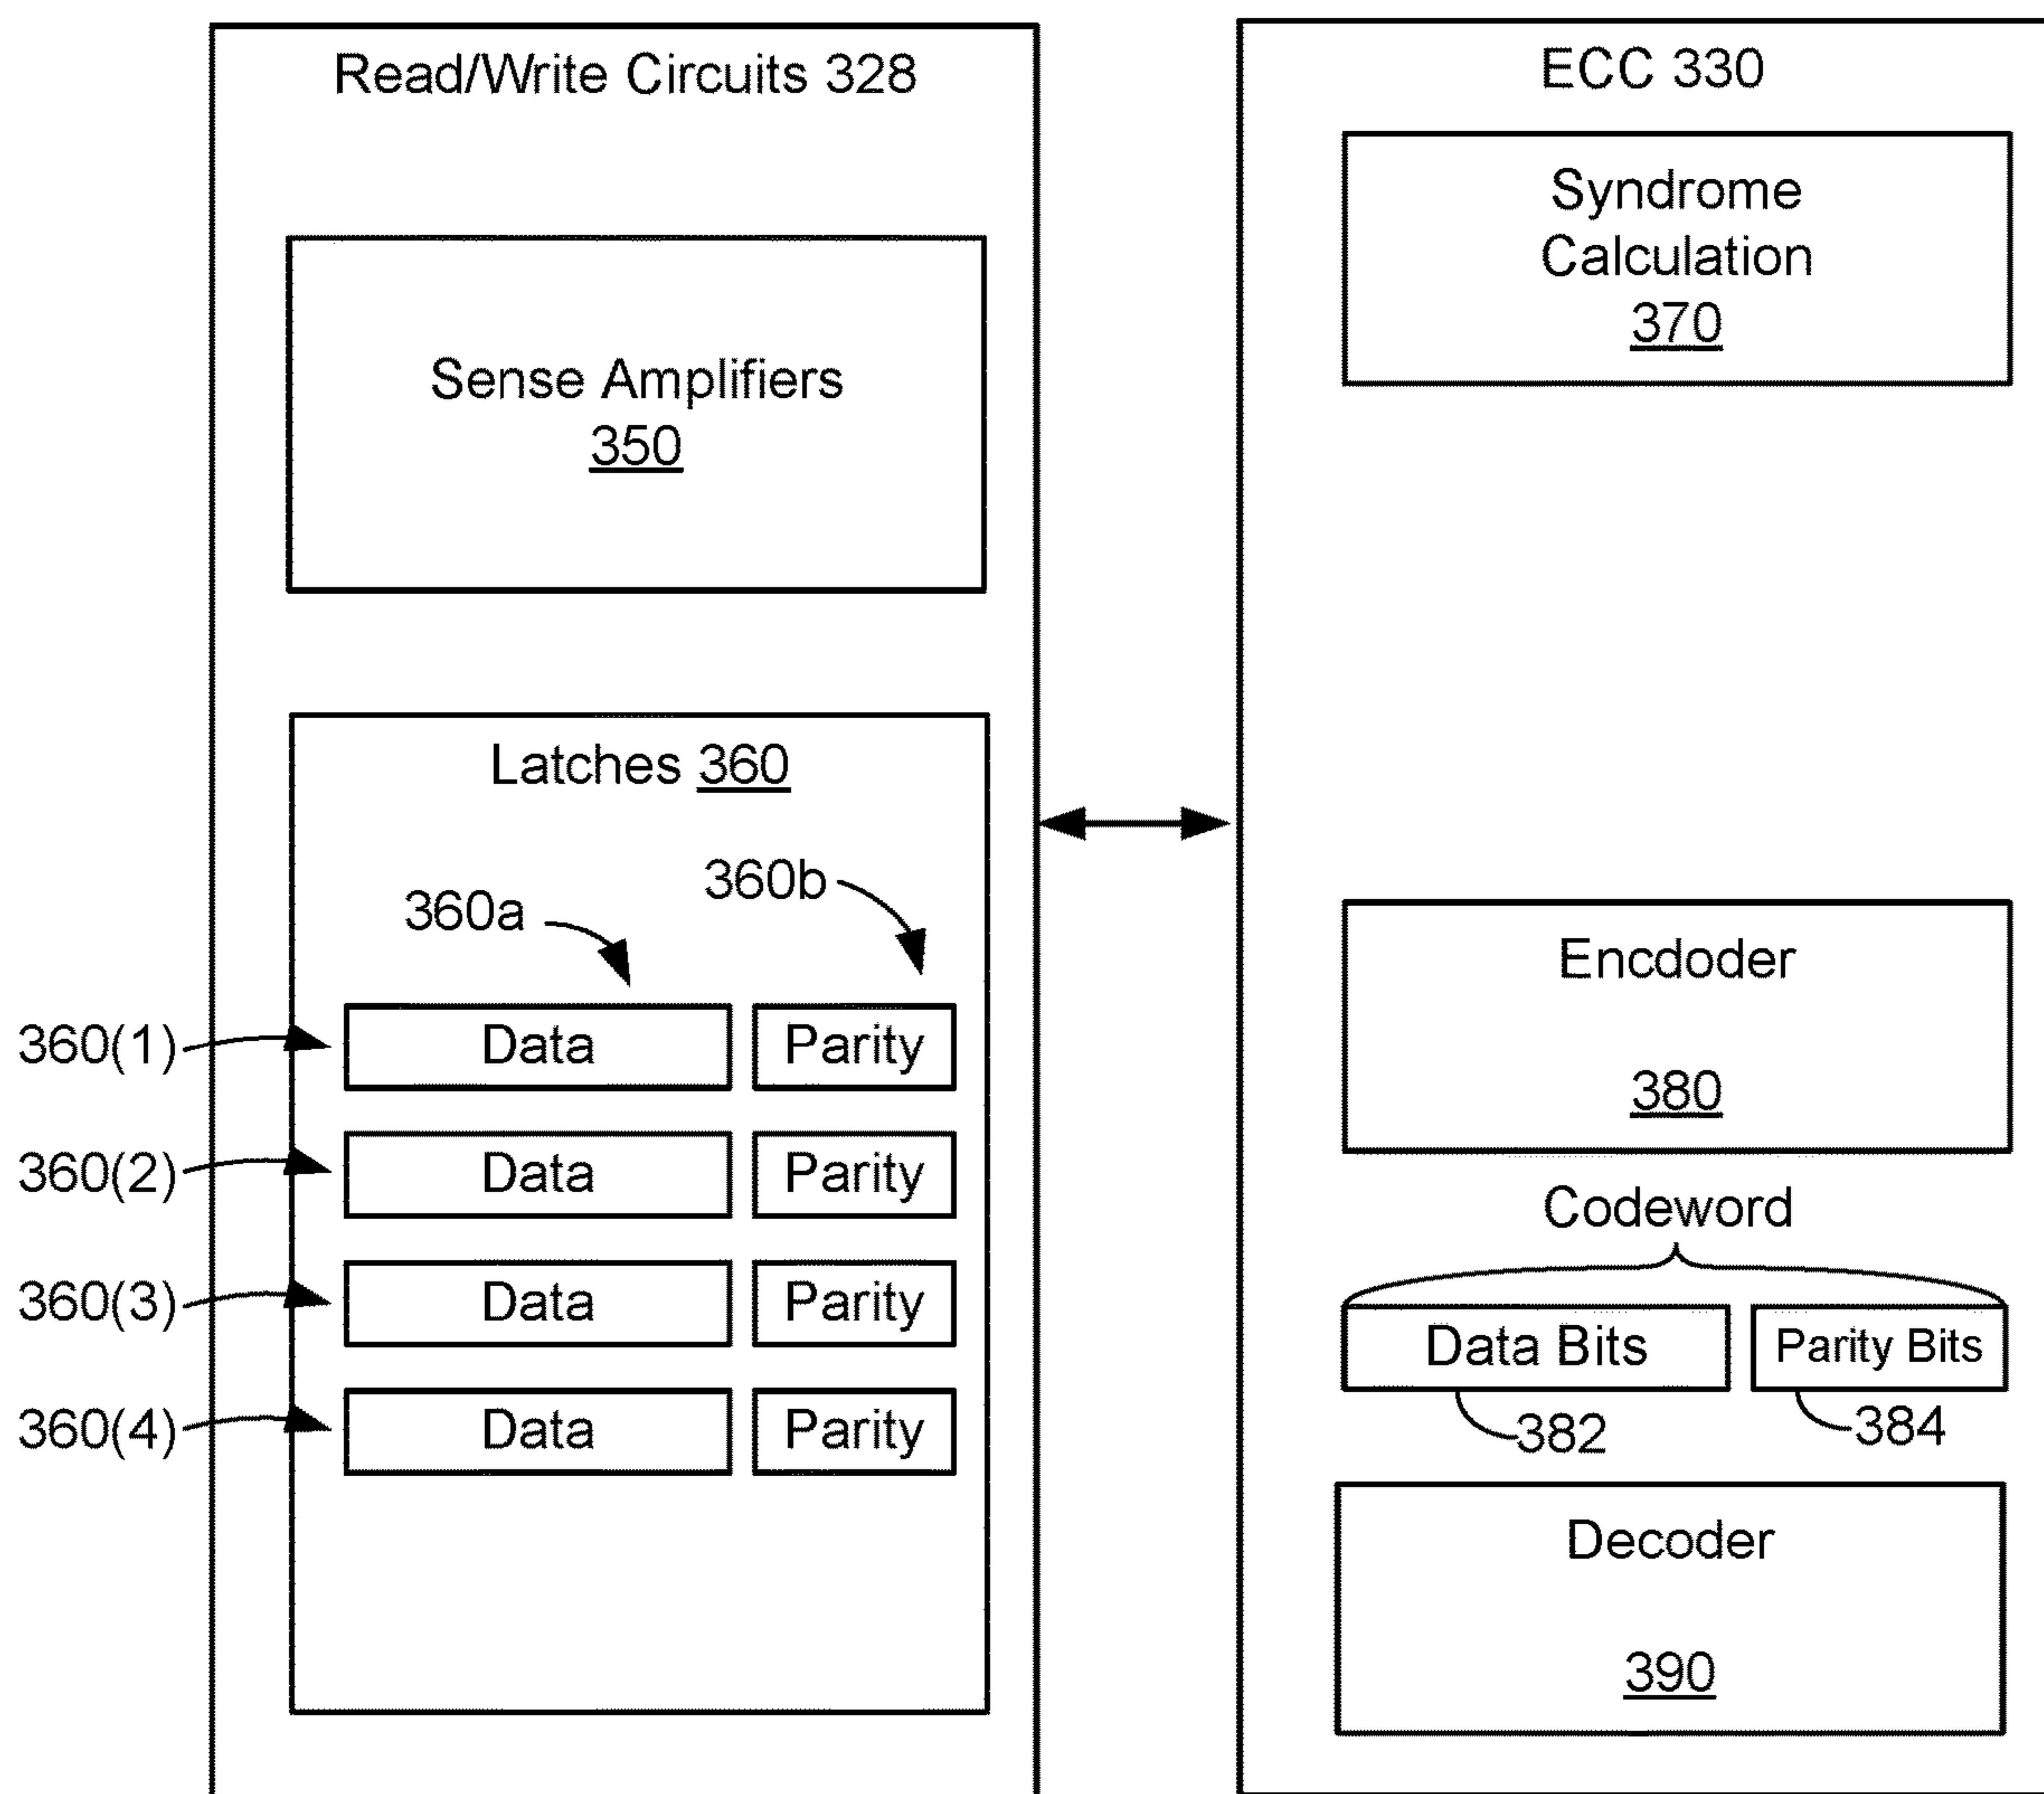 Read/Write Circuits 328
Sense Amplifiers
350
Latches 360
360a
360b
360(1)
Data
Parity
360(2)
Data
Parity
360(3)
Data
Parity
360(4)
Data
Parity
ECC 330
Syndrome
Calculation
370
Encdoder
380
Codeword
Data Bits
Parity Bits
382
384
Decoder
390